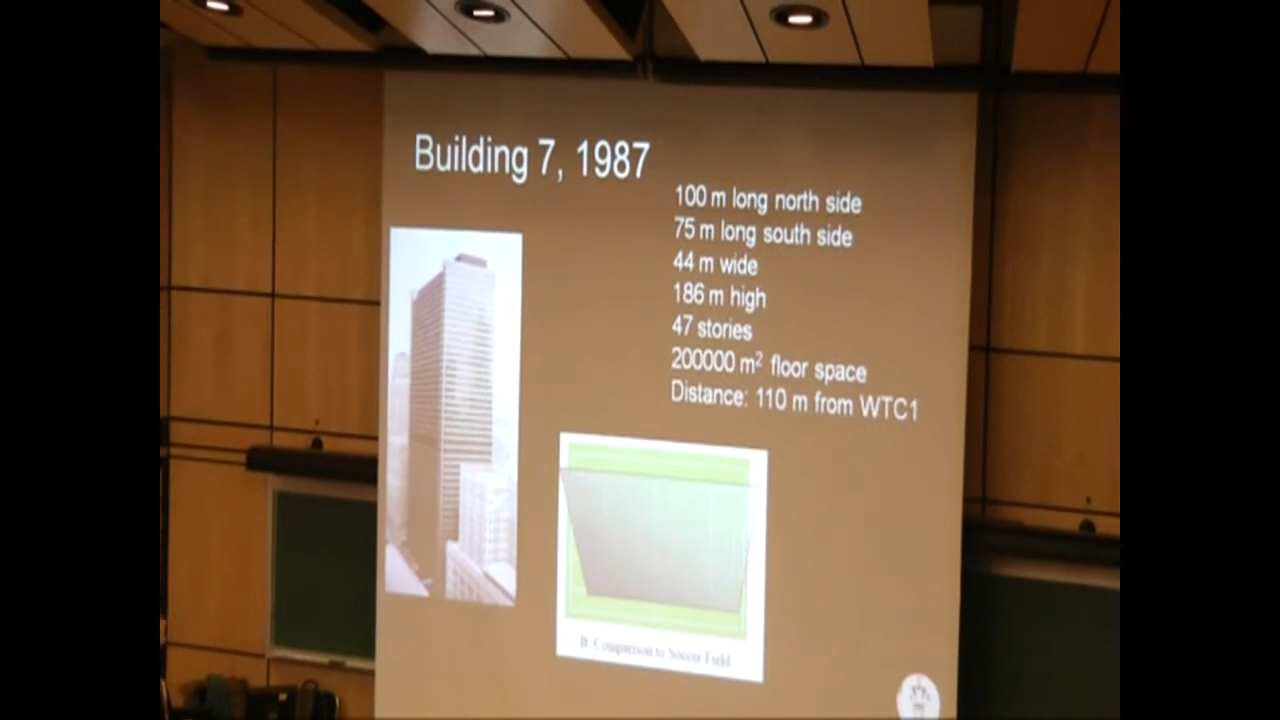 Building 7, 1987
100 m long north side
75 m long south side
44 m wide
186 m high
47 stories
200000 m² floor space
Distance: 110 m from WTC1
B. Comparison to Soccer Field